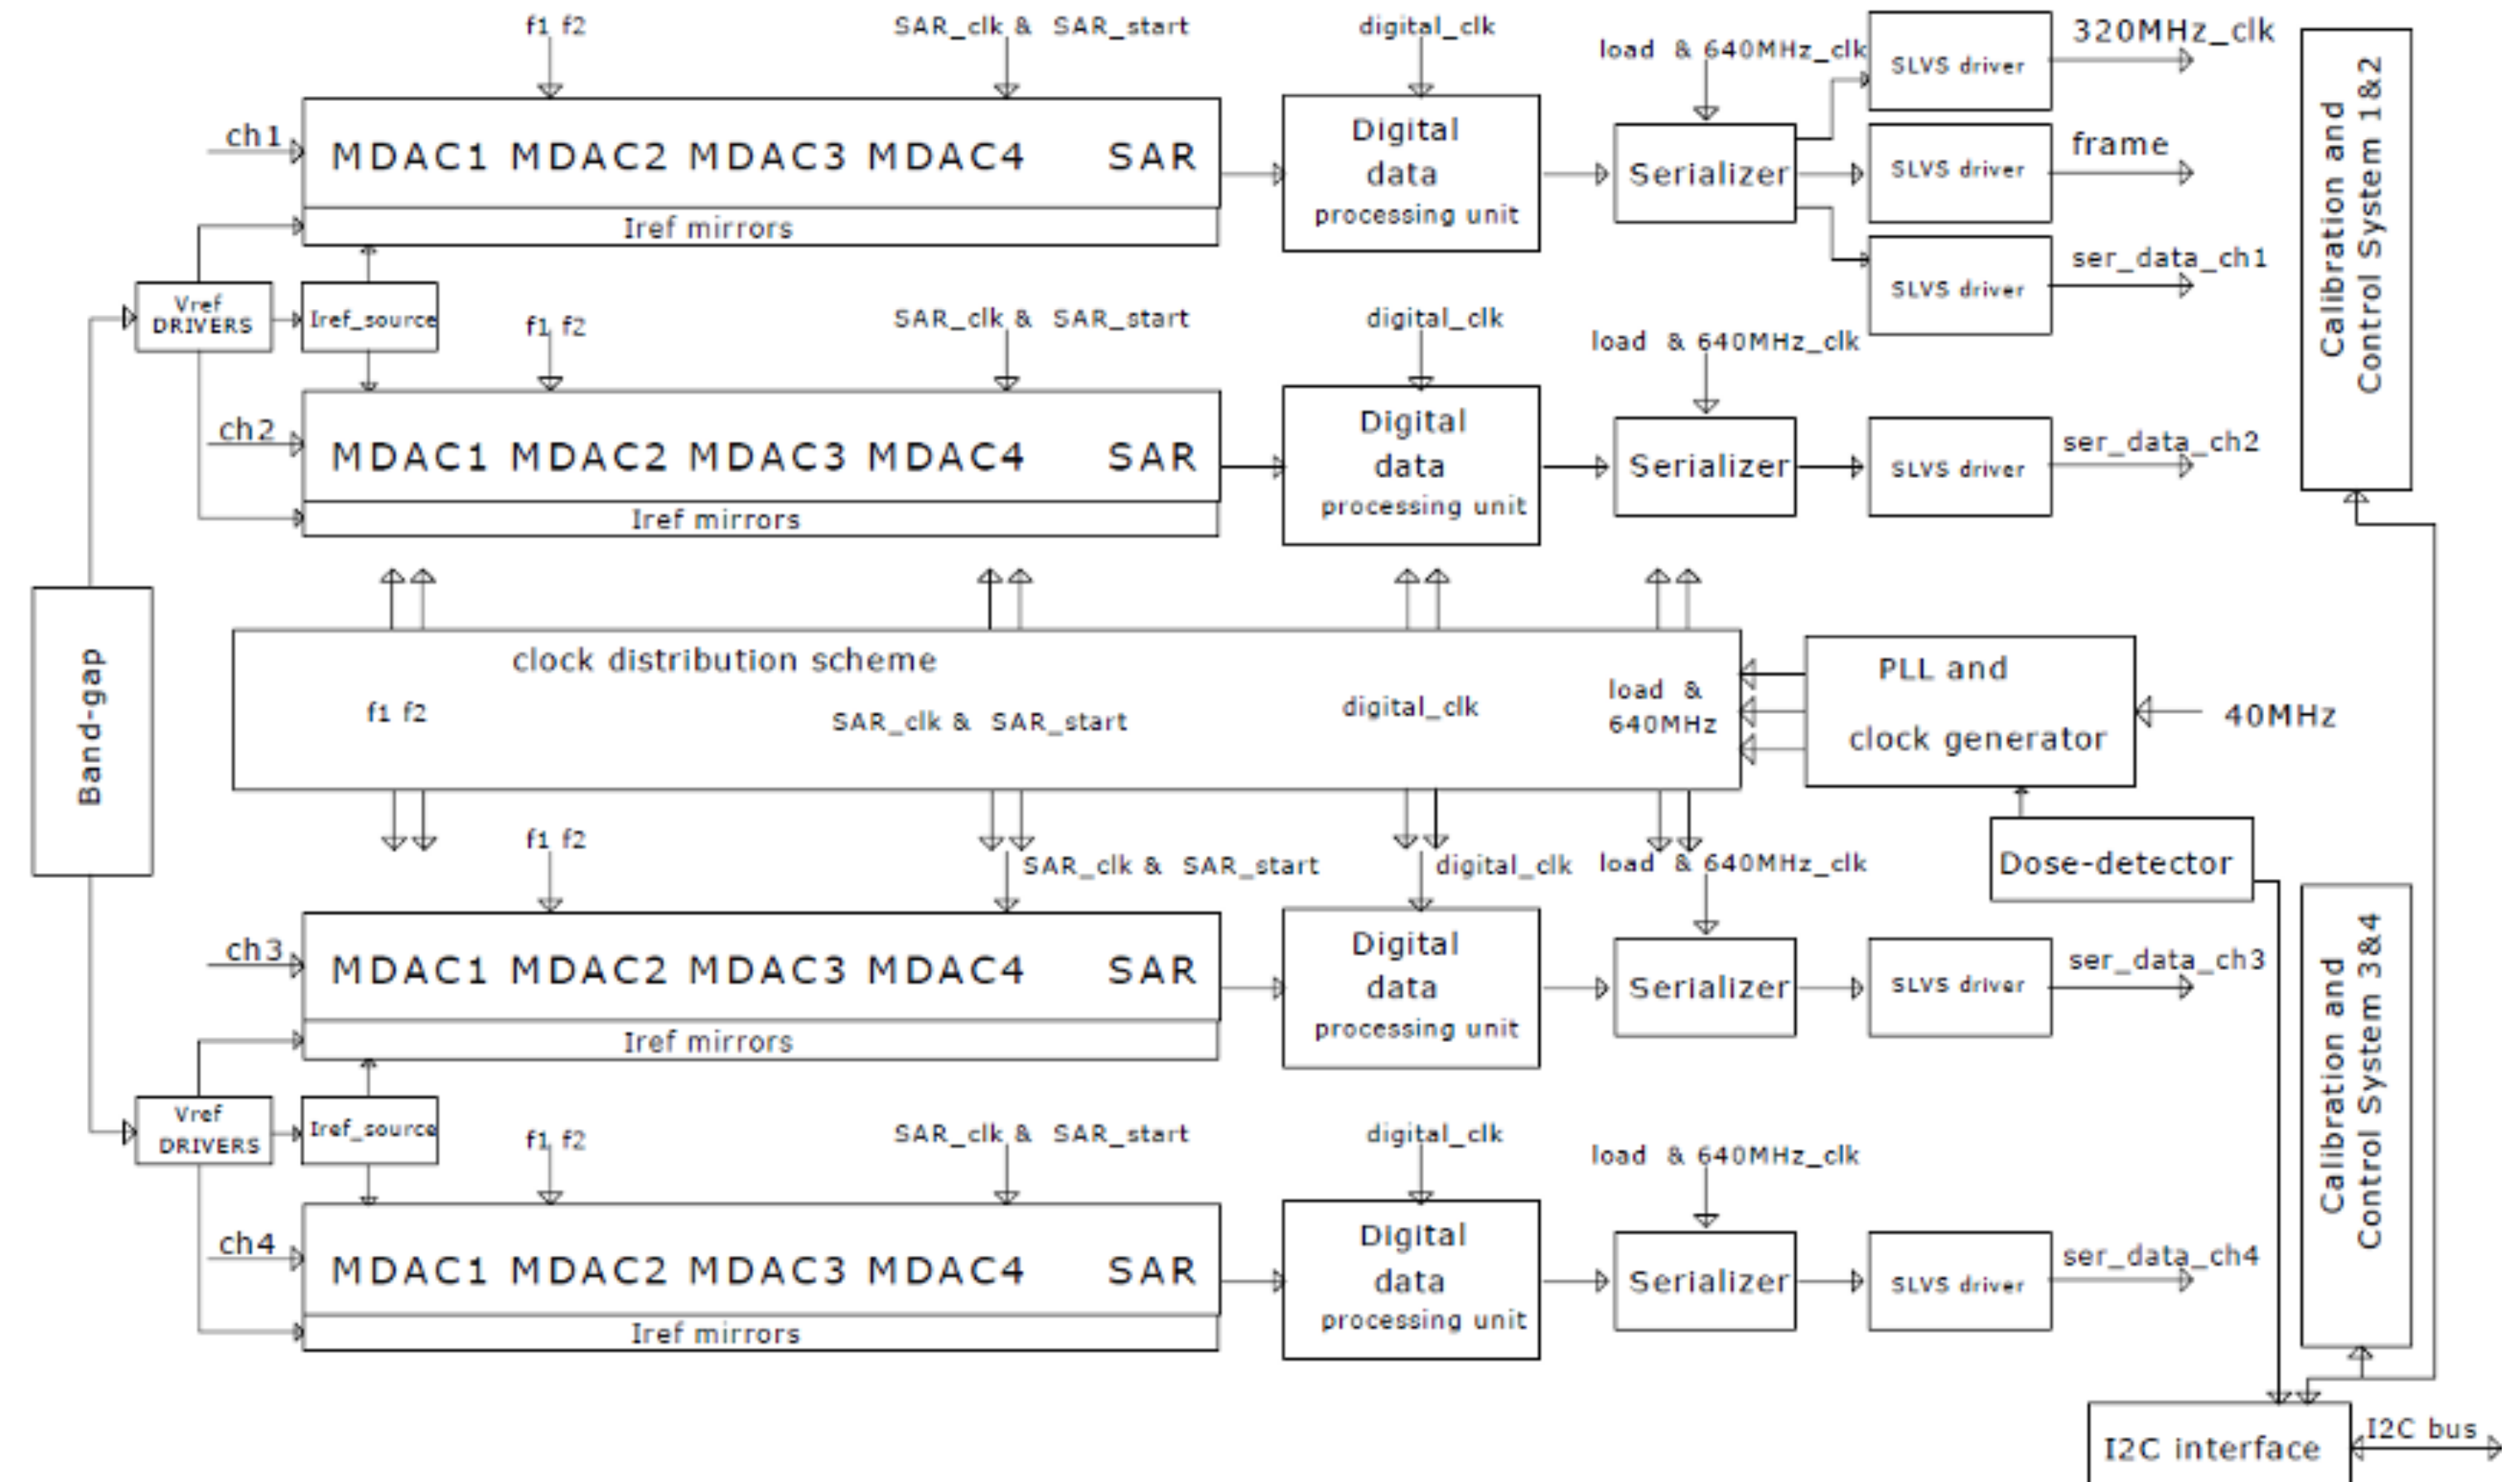 f1 f2
SAR_clk & SAR_start
digital_clk
load & 640MHz_clk
SLVS driver
320MHz_clk
ch1
MDAC1 MDAC2 MDAC3 MDAC4 SAR
Iref mirrors
Digital
data
processing unit
Serializer
SLVS driver
frame
SLVS driver
ser_data_ch1
Calibration and
Control System 1&2
Vref
DRIVERS
Iref_source
f1 f2
SAR_clk & SAR_start
digital_clk
load & 640MHz_clk
ch2
MDAC1 MDAC2 MDAC3 MDAC4 SAR
Iref mirrors
Digital
data
processing unit
Serializer
SLVS driver
ser_data_ch2
Band-gap
clock distribution scheme
f1 f2
SAR_clk & SAR_start
digital_clk
load &
640MHz
PLL and
clock generator
40MHz
Dose-detector
f1 f2
SAR_clk & SAR_start
digital_clk
load & 640MHz_clk
ch3
MDAC1 MDAC2 MDAC3 MDAC4 SAR
Iref mirrors
Digital
data
processing unit
Serializer
SLVS driver
ser_data_ch3
Calibration and
Control System 3&4
Vref
DRIVERS
Iref_source
f1 f2
SAR_clk & SAR_start
digital_clk
load & 640MHz_clk
ch4
MDAC1 MDAC2 MDAC3 MDAC4 SAR
Iref mirrors
Digital
data
processing unit
Serializer
SLVS driver
ser_data_ch4
I2C interface
I2C bus